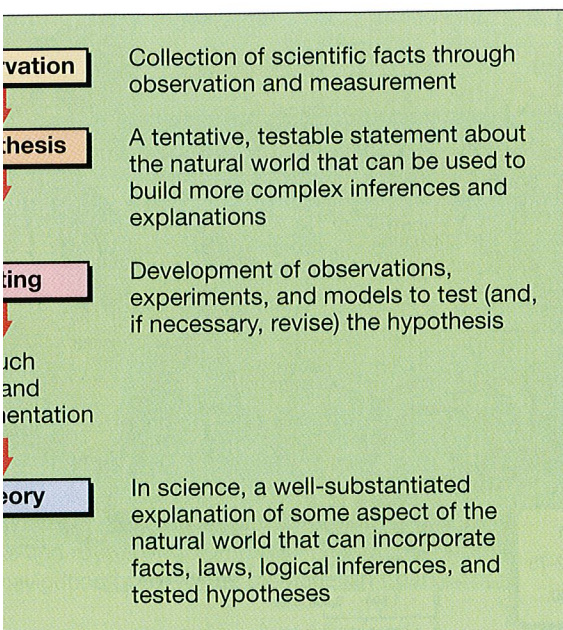 rvation
Collection of scientific facts through
observation and measurement
thesis
A tentative, testable statement about
the natural world that can be used to
build more complex inferences and
explanations
ting
Development of observations,
experiments, and models to test (and,
if necessary, revise) the hypothesis
uch
and
entation
eory
In science, a well-substantiated
explanation of some aspect of the
natural world that can incorporate
facts, laws, logical inferences, and
tested hypotheses